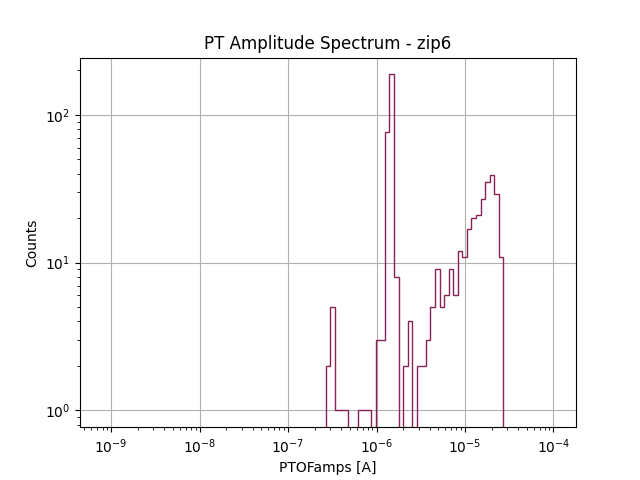 PT Amplitude Spectrum - zip6
Counts
10²
10¹
10⁰
10⁻⁹ 10⁻⁸ 10⁻⁷ 10⁻⁶ 10⁻⁵ 10⁻⁴
PTOFamps [A]